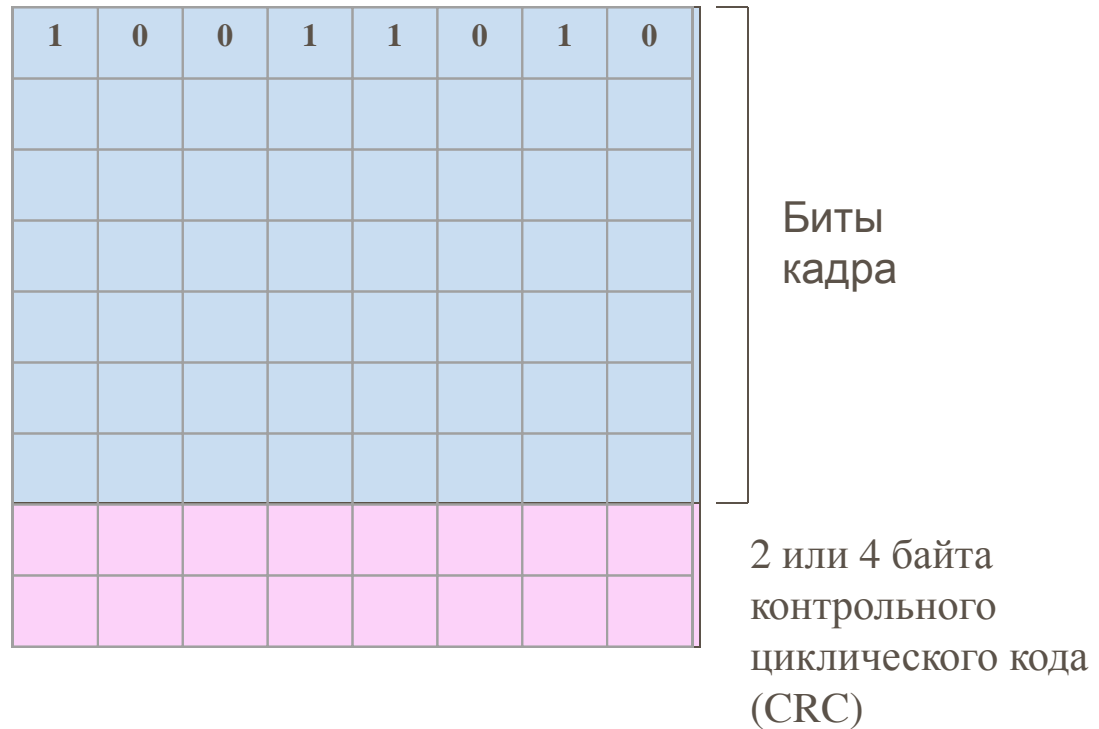 1 0 0 1 1 0 1 0
Биты
кадра
2 или 4 байта
контрольного
циклического кода
(CRC)